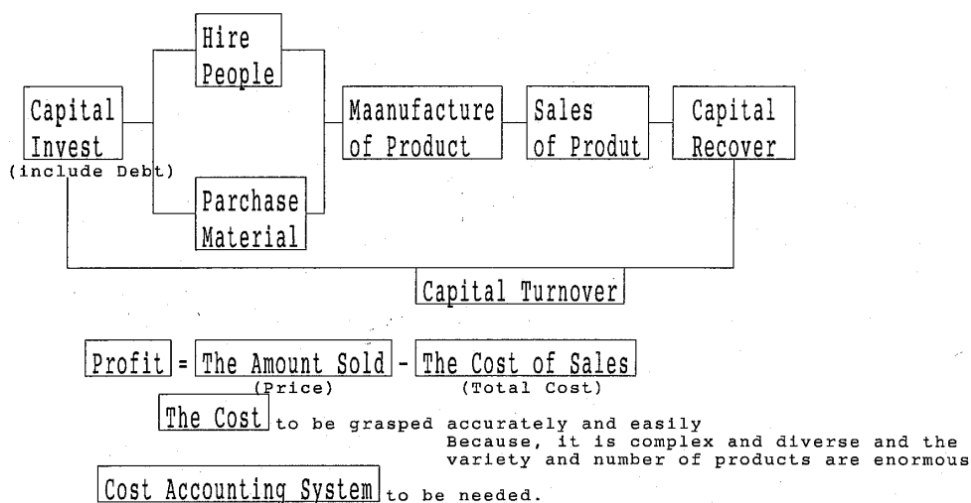 Hire
People
Capital
Invest
(include Debt)
Maanufacture
of Product
Sales
of Produt
Capital
Recover
Parchase
Material
Capital Turnover
Profit = The Amount Sold - The Cost of Sales
(Price) (Total Cost)
The Cost to be grasped accurately and easily
Because, it is complex and diverse and the
variety and number of products are enormous
Cost Accounting System to be needed.